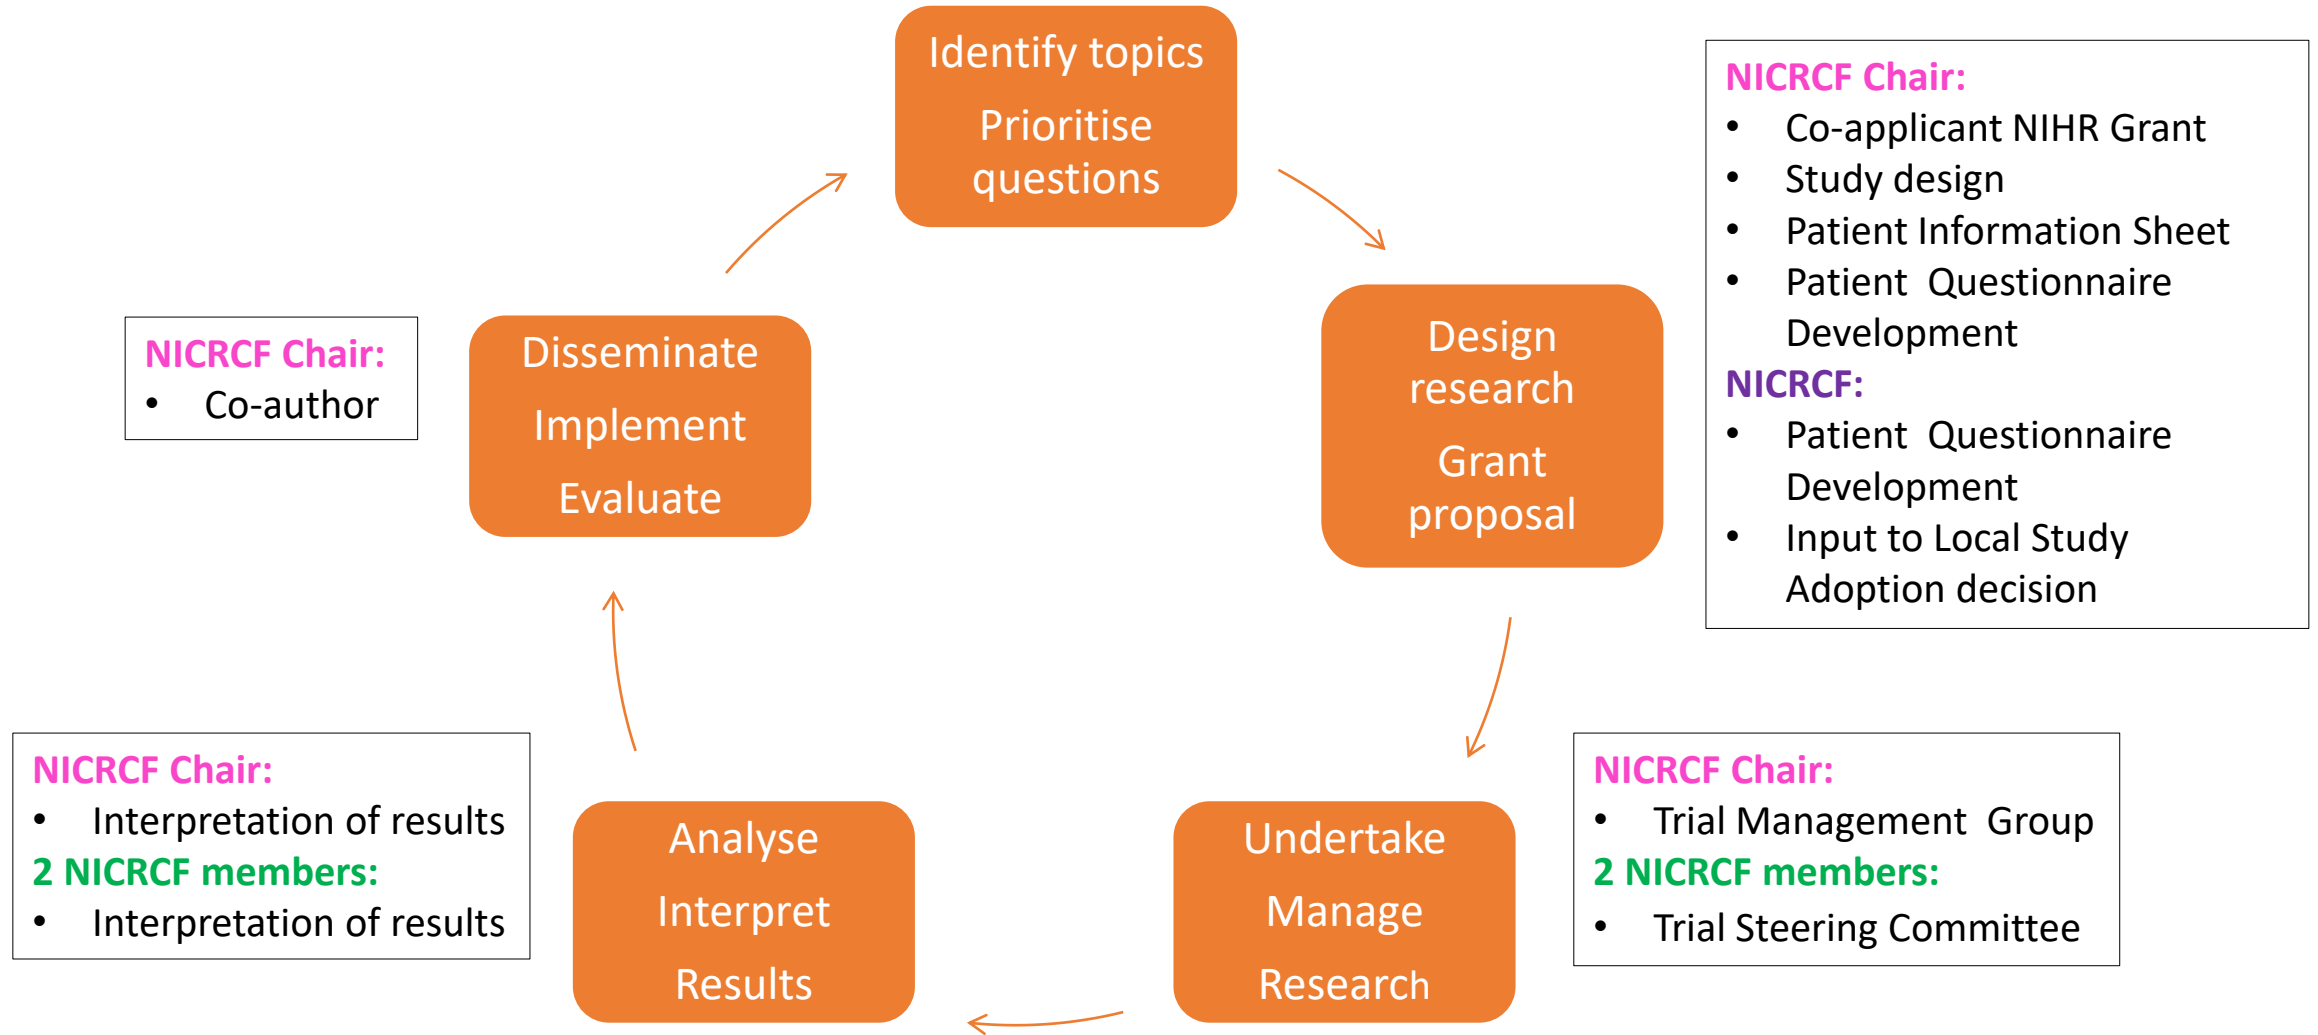 Identify topics
Prioritise
questions
NICRCF Chair:
• Co-applicant NIHR Grant
• Study design
• Patient Information Sheet
• Patient  Questionnaire
Development
NICRCF:
• Patient  Questionnaire
Development
• Input to Local Study
Adoption decision
Design
research
Grant
proposal
NICRCF Chair:
• Co-author
Disseminate
Implement
Evaluate
NICRCF Chair:
• Trial Management  Group
2 NICRCF members:
• Trial Steering Committee
Undertake
Manage
Research
Analyse
Interpret
Results
NICRCF Chair:
• Interpretation of results
2 NICRCF members:
• Interpretation of results